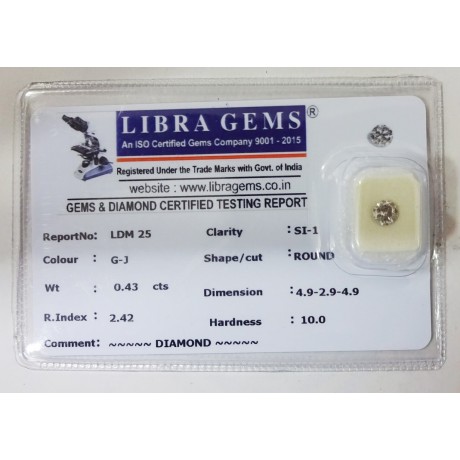 LIBRA GEMS ®
An ISO Certified Gems Company 9001 - 2015
Registered Under the Trade Marks with Govt. of India
website : www.libragems.co.in
GEMS & DIAMOND CERTIFIED TESTING REPORT
ReportNo: LDM 25 Clarity : SI-1
Colour : G-J Shape/cut : ROUND
Wt : 0.43 cts Dimension : 4.9-2.9-4.9
R.Index : 2.42 Hardness : 10.0
Comment: ~~~~~ DIAMOND ~~~~~